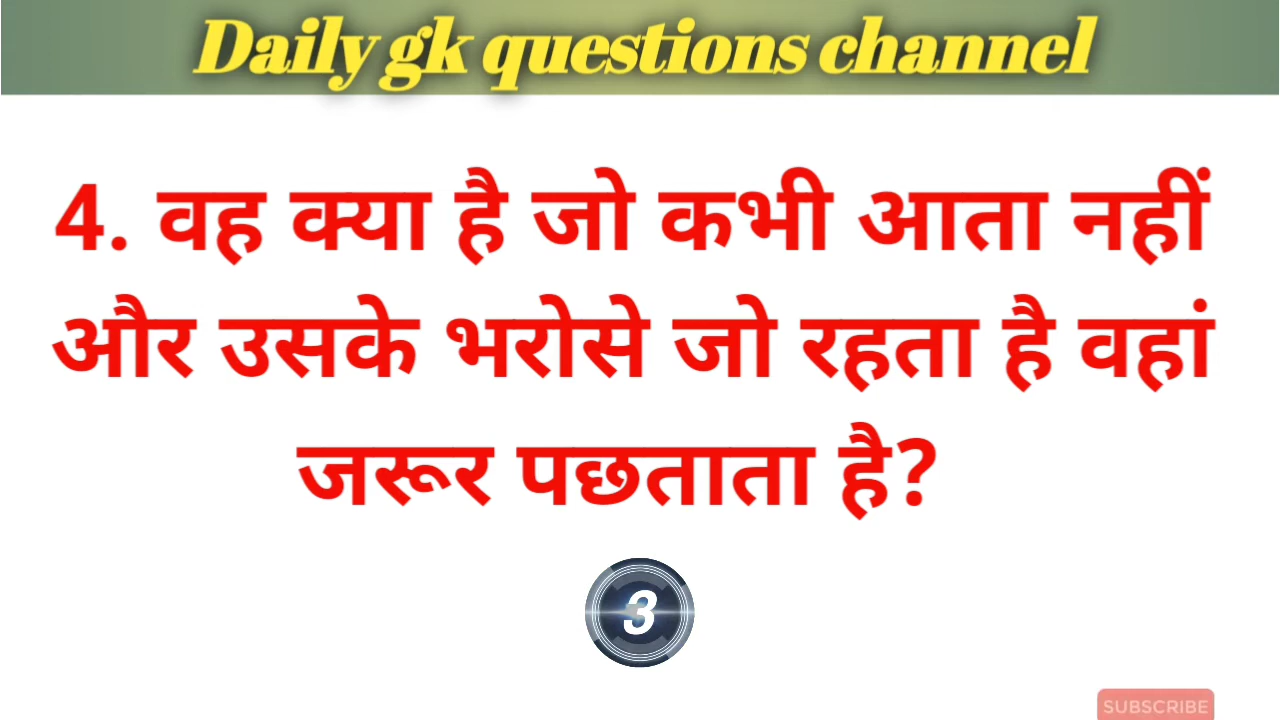 Daily gk questions channel
4. वह क्या है जो कभी आता नहीं
और उसके भरोसे जो रहता है वहां
जरूर पछताता है?
3
SUBSCRIBE